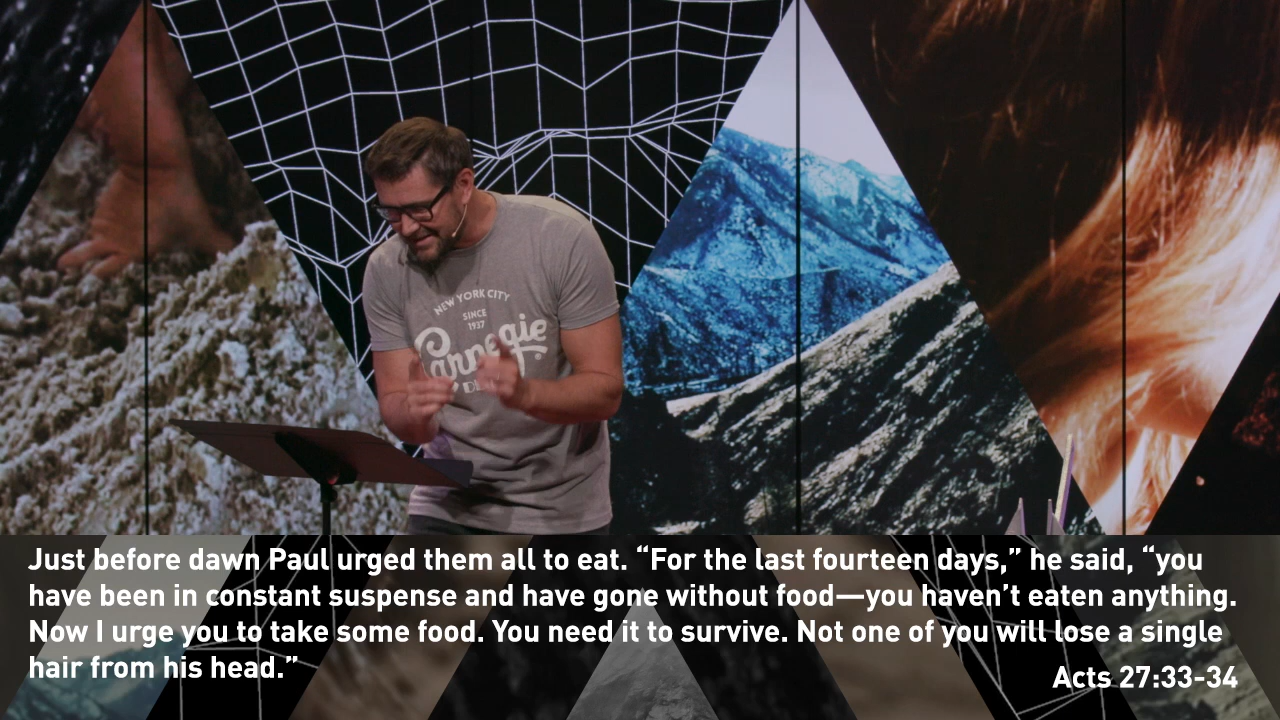 NEW YORK CITY
SINCE
1937
Carnegie
Just before dawn Paul urged them all to eat. “For the last fourteen days,” he said, “you
have been in constant suspense and have gone without food—you haven’t eaten anything.
Now I urge you to take some food. You need it to survive. Not one of you will lose a single
hair from his head.”
Acts 27:33-34